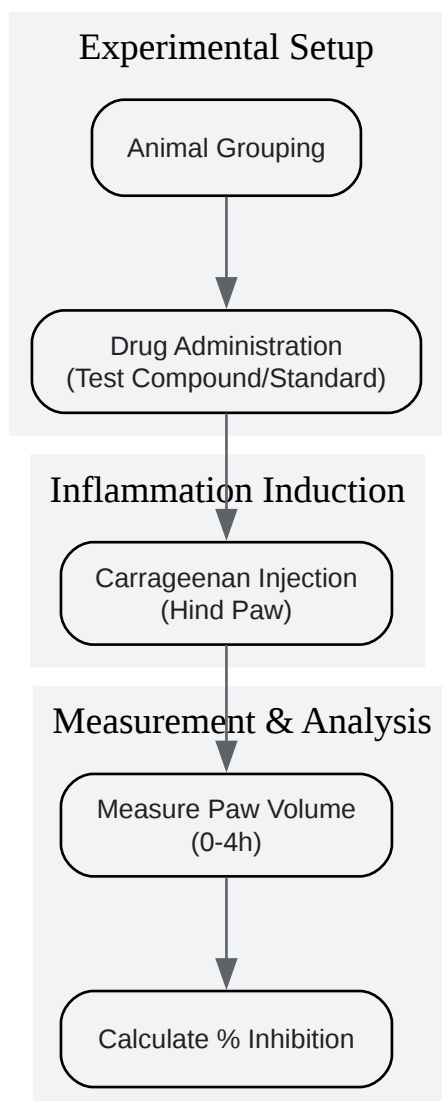 Experimental Setup
Animal Grouping
Drug Administration
(Test Compound/Standard)
Inflammation Induction
Carrageenan Injection
(Hind Paw)
Measurement & Analysis
Measure Paw Volume
(0-4h)
Calculate % Inhibition